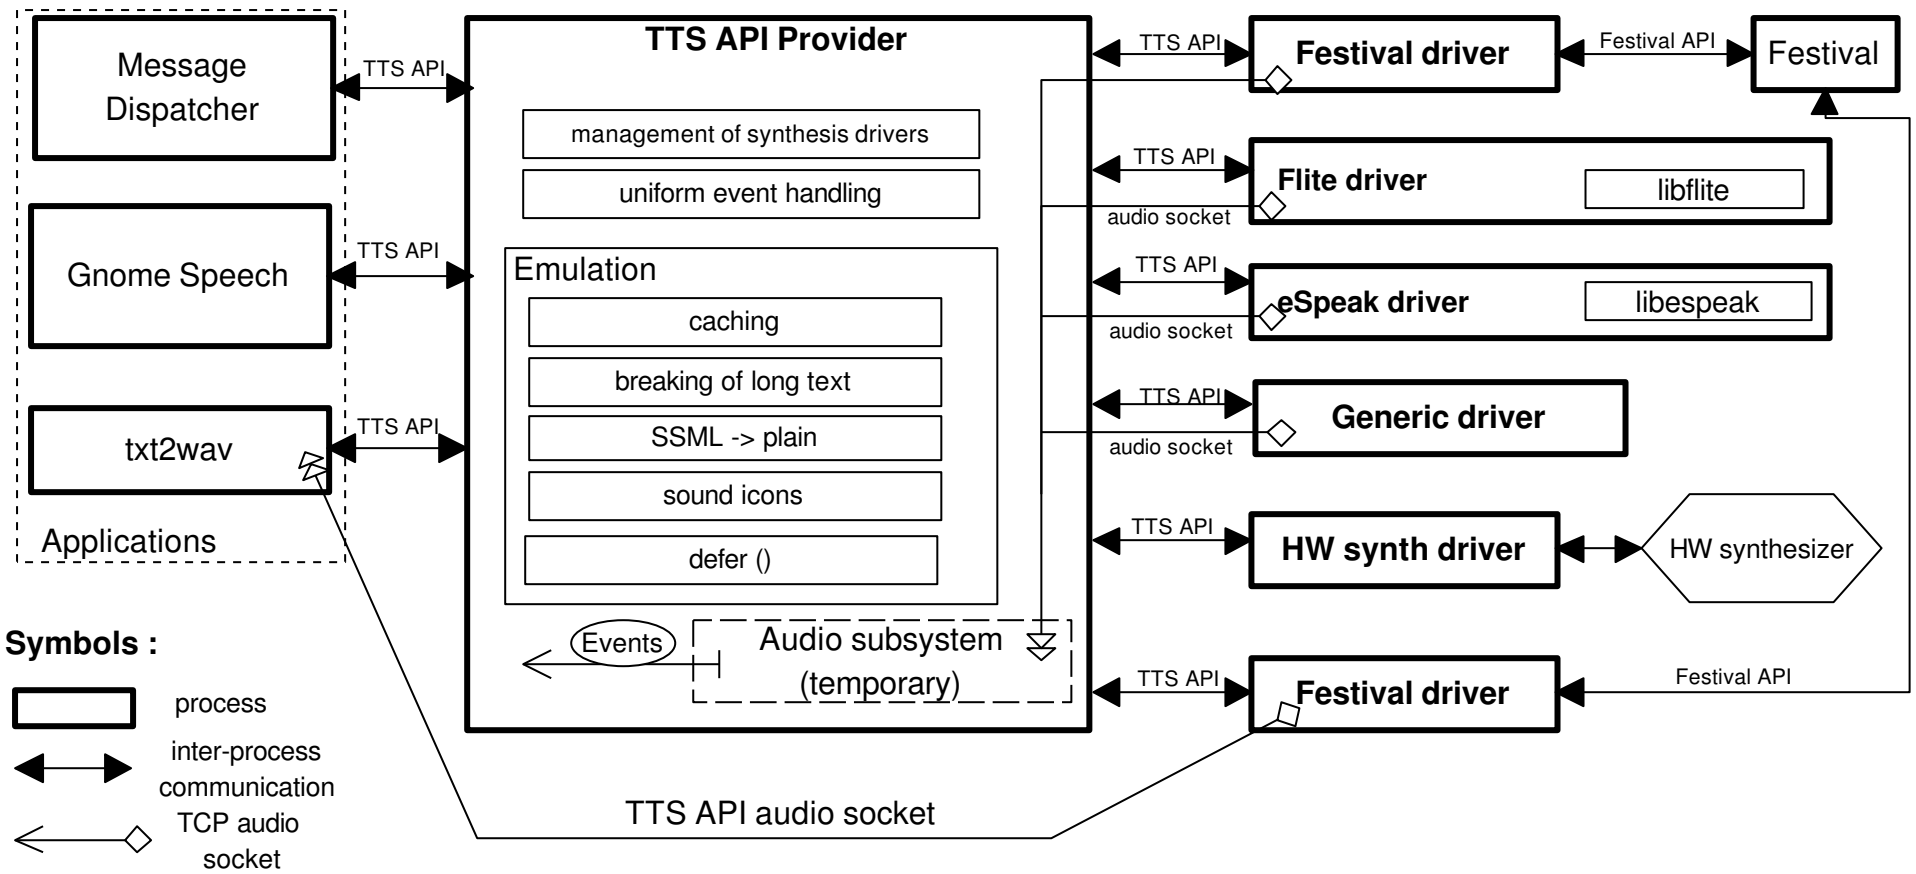 Message
Dispatcher
TTS API
Gnome Speech
TTS API
txt2wav
TTS API
Applications
TTS API Provider
management of synthesis drivers
uniform event handling
Emulation
caching
breaking of long text
SSML -> plain
sound icons
defer ()
Events
Audio subsystem
(temporary)
TTS API
Festival driver
Festival API
Festival
TTS API
Flite driver
libflite
audio socket
TTS API
eSpeak driver
libespeak
audio socket
TTS API
Generic driver
audio socket
TTS API
HW synth driver
HW synthesizer
TTS API
Festival driver
Festival API
TTS API audio socket
Symbols :
process
inter-process
communication
TCP audio
socket